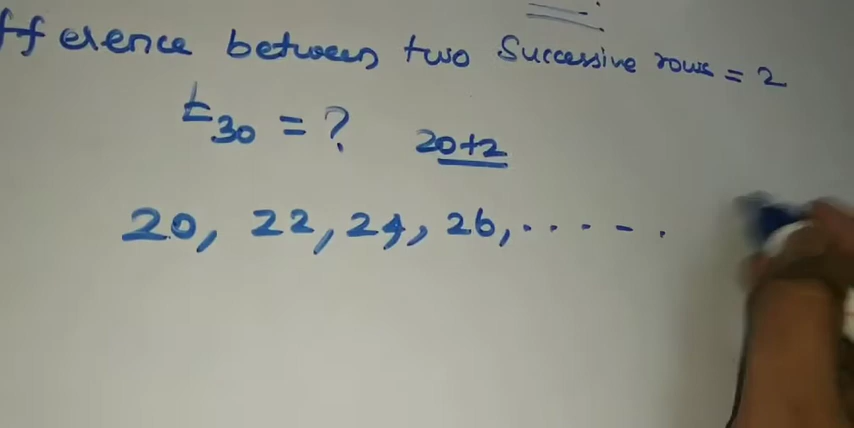 fference between two Successive rows = 2
t30 = ? 20+2
20, 22, 24, 26, . . . . .